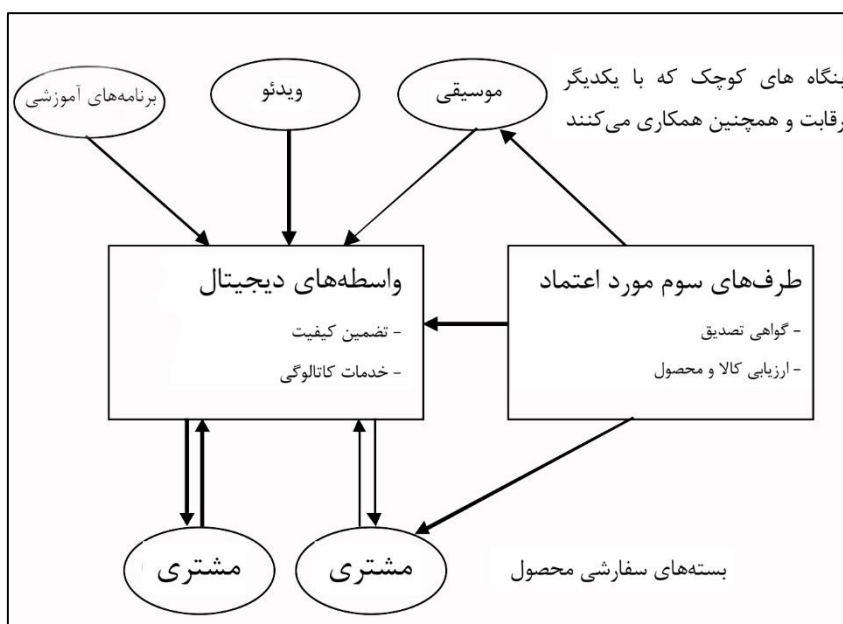 بنگاه های کوچک که با یکدیگر
رقابت و همچنین همکاری می‌کنند
موسیقی
ویدئو
برنامه‌های آموزشی
طرف‌های سوم مورد اعتماد
- گواهی تصدیق
- ارزیابی کالا و محصول
واسطه‌های دیجیتال
- تضمین کیفیت
- خدمات کاتالوگی
بسته‌های سفارشی محصول
مشتری
مشتری